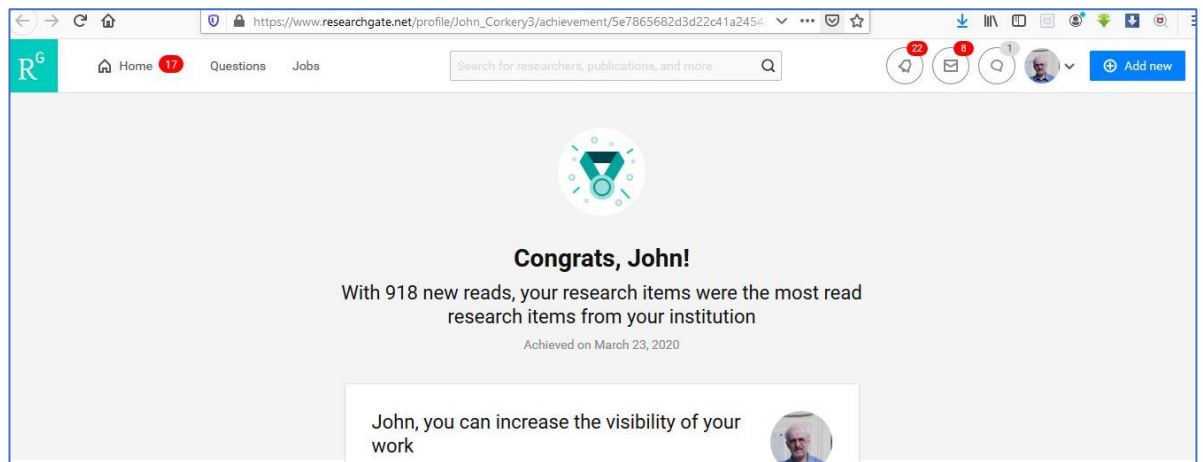 https://www.researchgate.net/profile/John_Corkery3/achievement/5e7865682d3d22c41a2454
RG Home 17 Questions Jobs Search for researchers, publications, and more 22 8 1 Add new
Congrats, John!
With 918 new reads, your research items were the most read
research items from your institution
Achieved on March 23, 2020
John, you can increase the visibility of your
work